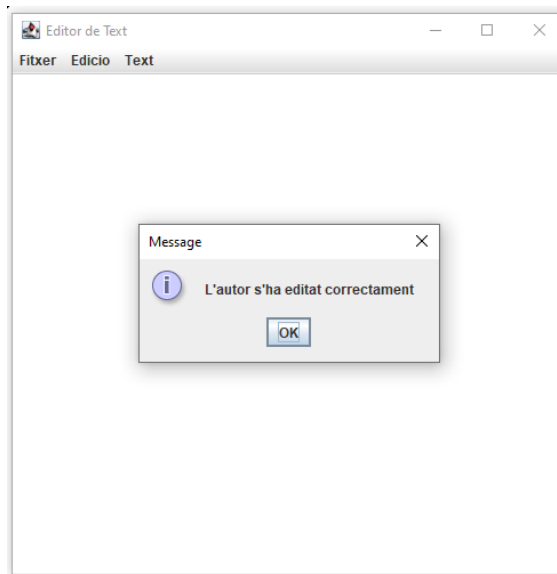 Editor de Text
Fitxer Edicio Text
Message
L'autor s'ha editat correctament
OK